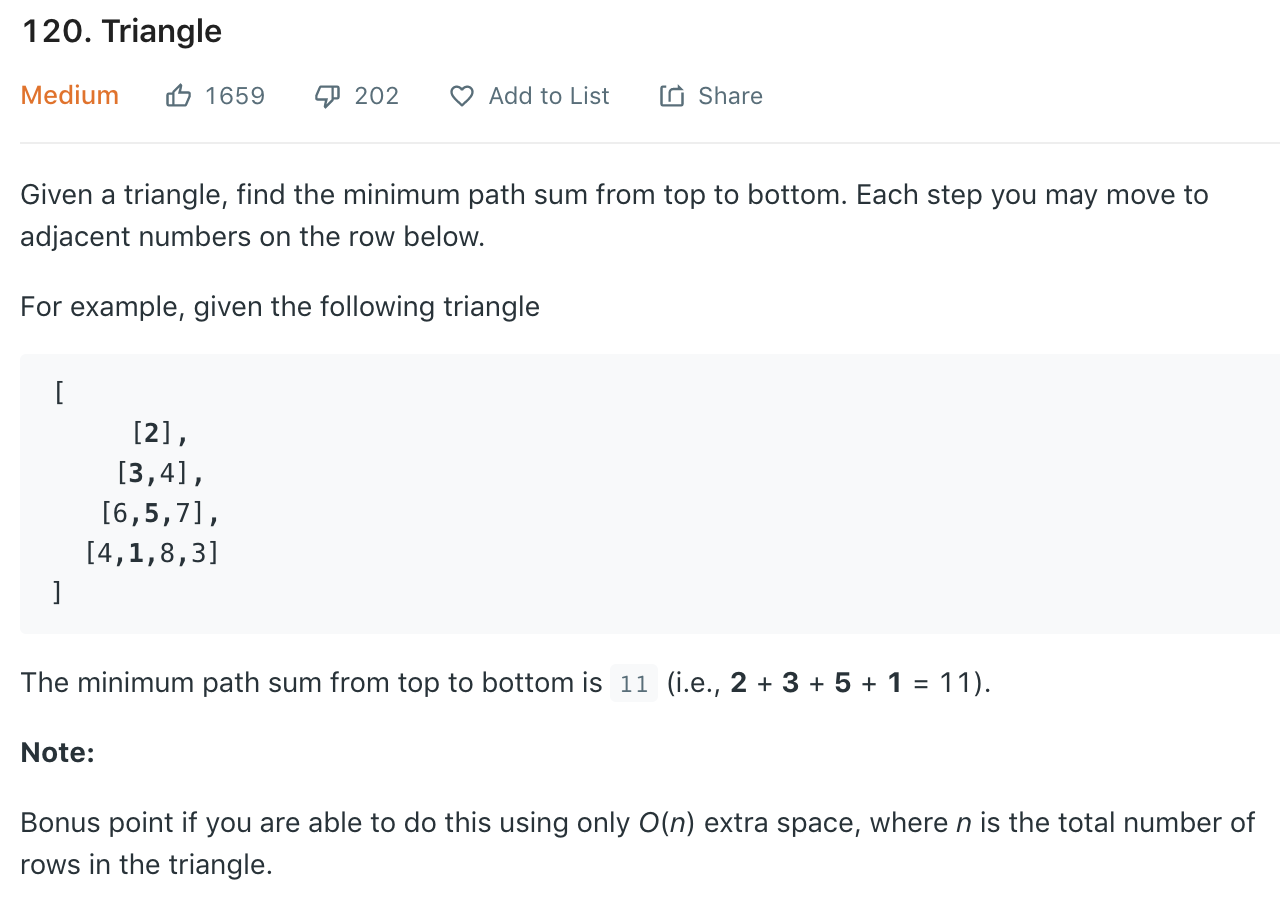 120. Triangle
Medium 1659 202 Add to List Share
Given a triangle, find the minimum path sum from top to bottom. Each step you may move to
adjacent numbers on the row below.
For example, given the following triangle
[
[2],
[3,4],
[6,5,7],
[4,1,8,3]
]
The minimum path sum from top to bottom is 11 (i.e., 2 + 3 + 5 + 1 = 11).
Note:
Bonus point if you are able to do this using only O(n) extra space, where n is the total number of
rows in the triangle.